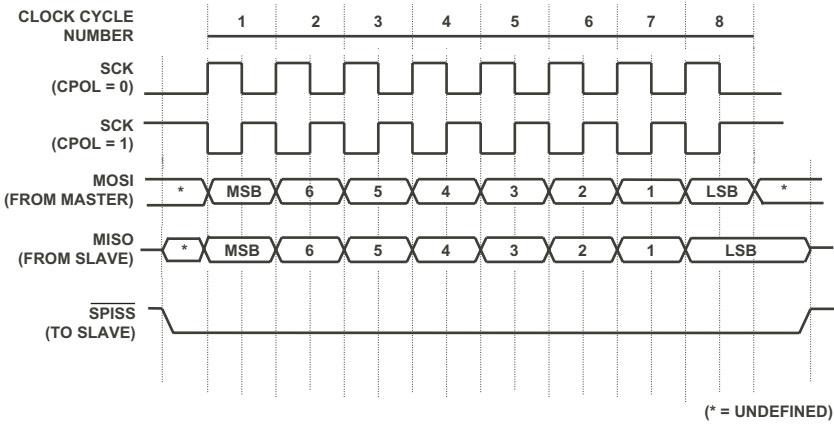 CLOCK CYCLE
NUMBER
1 2 3 4 5 6 7 8
SCK
(CPOL = 0)
SCK
(CPOL = 1)
MOSI
(FROM MASTER)
* MSB 6 5 4 3 2 1 LSB *
MISO
(FROM SLAVE)
* MSB 6 5 4 3 2 1 LSB
SPISS
(TO SLAVE)
(* = UNDEFINED)